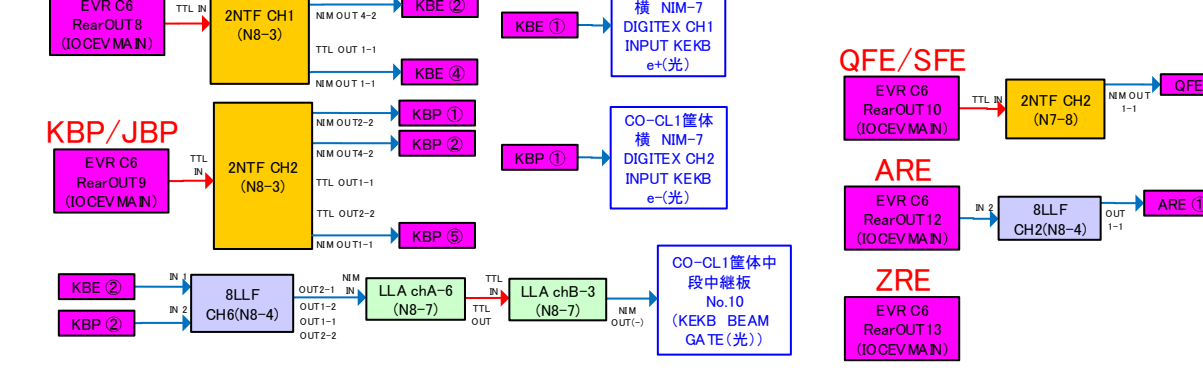 EVR C6
RearOUT8
(IOCEVMAIN)
TTL IN
2NTF CH1
(N8-3)
NIM OUT 4-2
KBE ②
TTL OUT 1-1
NIM OUT 1-1
KBE ④
KBE ①
横 NIM-7
DIGITEX CH1
INPUT KEKB
e+(光)
KBP/JBP
EVR C6
RearOUT9
(IOCEVMAIN)
TTL
IN
2NTF CH2
(N8-3)
NIM OUT2-2
KBP ①
NIM OUT4-2
KBP ②
TTL OUT1-1
TTL OUT2-2
NIM OUT1-1
KBP ⑤
KBP ①
CO-CL1筐体
横 NIM-7
DIGITEX CH2
INPUT KEKB
e-(光)
KBE ②
IN 1
KBP ②
IN 2
8LLF
CH6(N8-4)
OUT2-1
OUT1-2
OUT1-1
OUT2-2
NIM
IN
LLA chA-6
(N8-7)
TTL
IN
TTL
OUT
LLA chB-3
(N8-7)
NIM
OUT(-)
CO-CL1筐体中
段中継板
No.10
(KEKB BEAM
GATE(光))
QFE/SFE
EVR C6
RearOUT10
(IOCEVMAIN)
TTL IN
2NTF CH2
(N7-8)
NIM OUT
1-1
QFE
ARE
EVR C6
RearOUT12
(IOCEVMAIN)
IN 2
8LLF
CH2(N8-4)
OUT
1-1
ARE ①
ZRE
EVR C6
RearOUT13
(IOCEVMAIN)